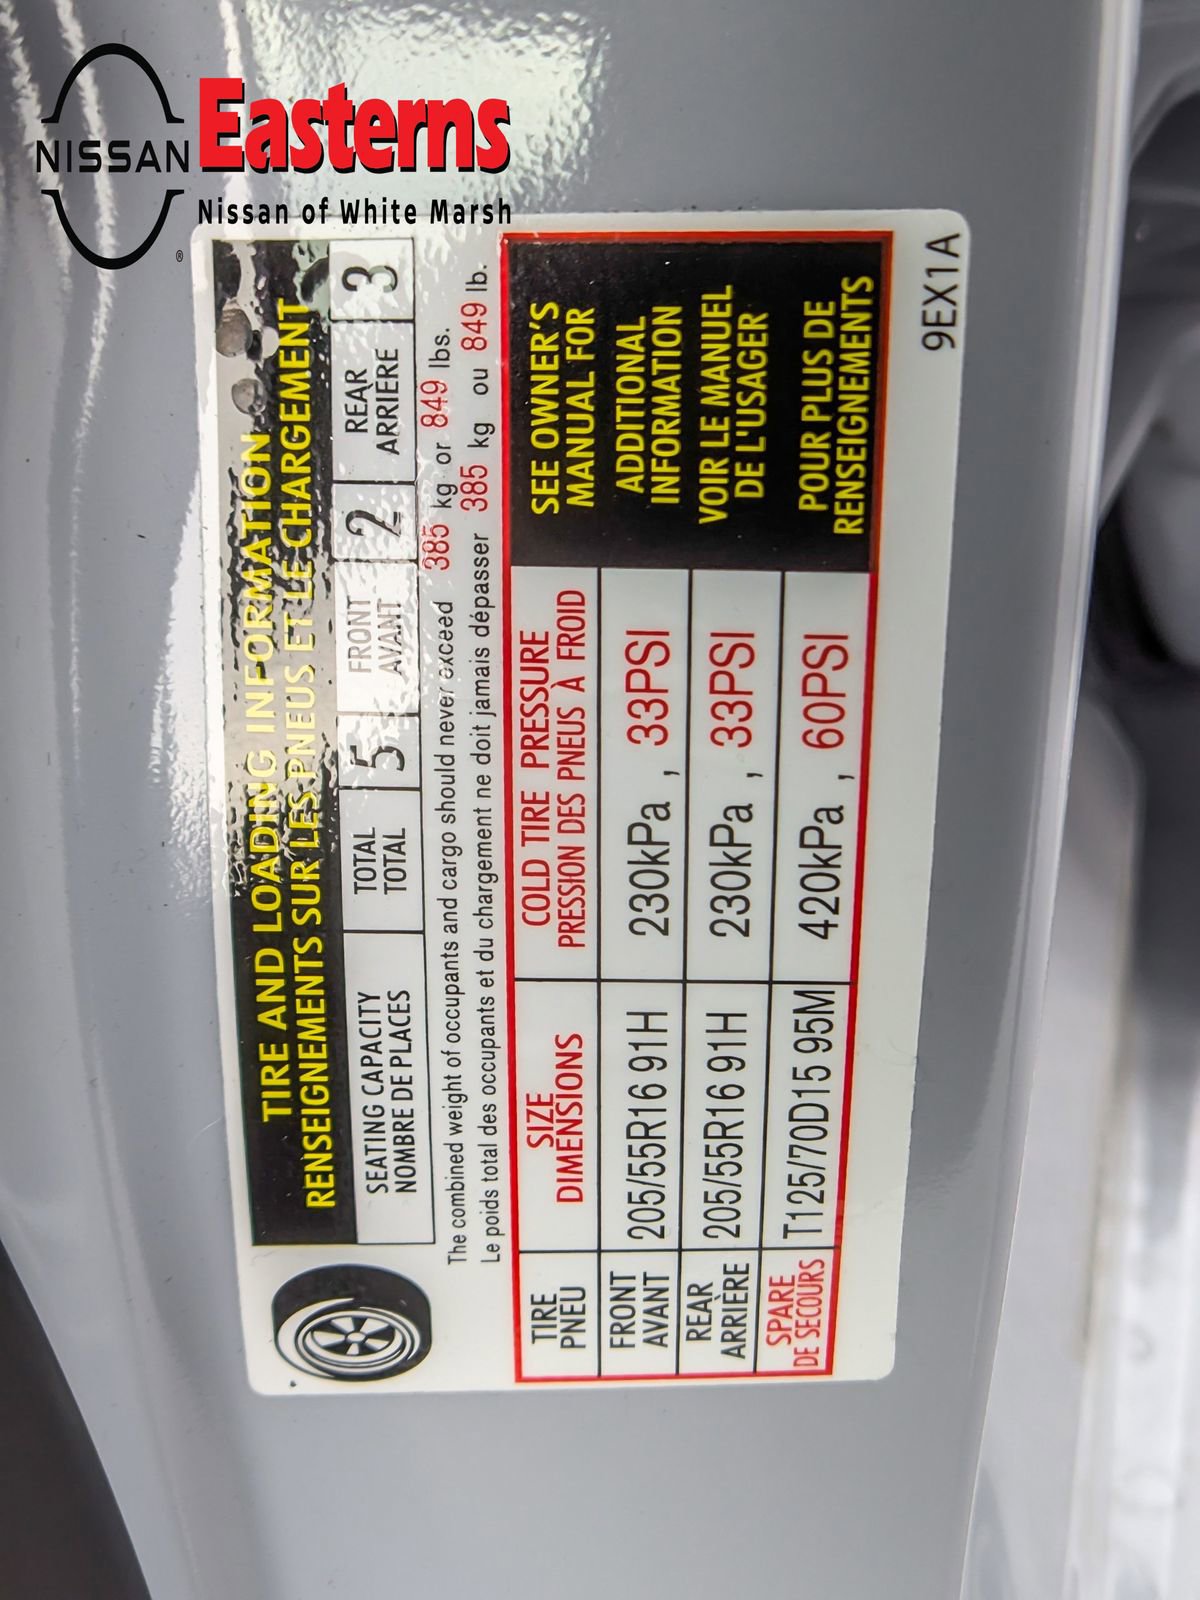 NISSAN
®
Easterns
Nissan of White Marsh
TIRE AND LOADING INFORMATION
RENSEIGNEMENTS SUR LES PNEUS ET LE CHARGEMENT
SEATING CAPACITY
NOMBRE DE PLACES
TOTAL
TOTAL
5
FRONT
AVANT
2
REAR
ARRIÈRE
3
The combined weight of occupants and cargo should never exceed 385 kg or 849 lbs.
Le poids total des occupants et du chargement ne doit jamais dépasser 385 kg ou 849 lb.
TIRE
PNEU
SIZE
DIMENSIONS
COLD TIRE PRESSURE
PRESSION DES PNEUS À FROID
FRONT
AVANT
205/55R16 91H
230kPa , 33PSI
REAR
ARRIÈRE
205/55R16 91H
230kPa , 33PSI
SPARE
DE SECOURS
T125/70D15 95M
420kPa , 60PSI
SEE OWNER'S
MANUAL FOR
ADDITIONAL
INFORMATION
VOIR LE MANUEL
DE L'USAGER
POUR PLUS DE
RENSEIGNEMENTS
9EX1A